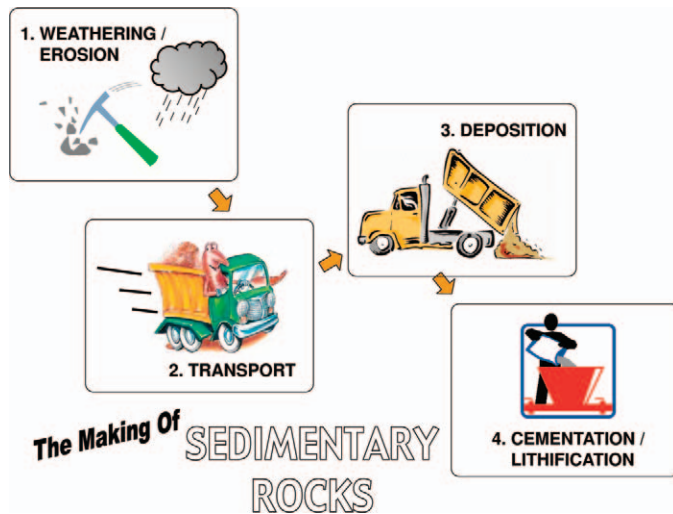 1. WEATHERING /
EROSION
2. TRANSPORT
3. DEPOSITION
4. CEMENTATION /
LITHIFICATION
The Making Of
SEDIMENTARY
ROCKS